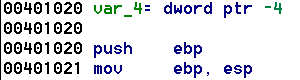 00401020 var_4= dword ptr -4
00401020
00401020 push    ebp
00401021 mov     ebp, esp